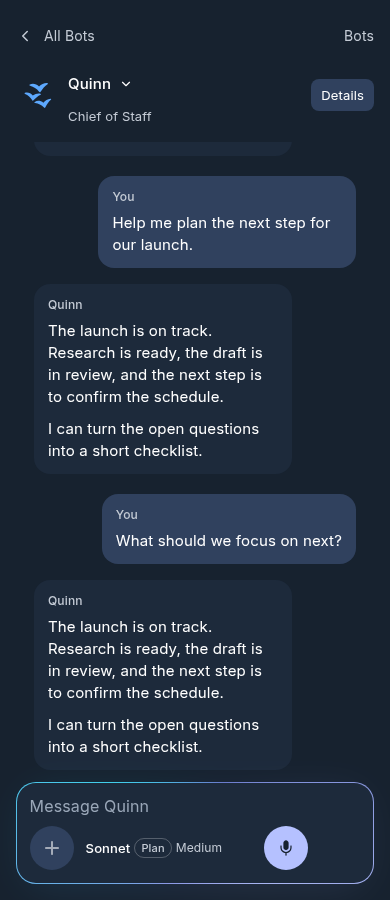 All Bots
Bots
Quinn
Chief of Staff
Details
You
Help me plan the next step for
our launch.
Quinn
The launch is on track.
Research is ready, the draft is
in review, and the next step is
to confirm the schedule.
I can turn the open questions
into a short checklist.
You
What should we focus on next?
Quinn
The launch is on track.
Research is ready, the draft is
in review, and the next step is
to confirm the schedule.
I can turn the open questions
into a short checklist.
Message Quinn
Sonnet Plan Medium